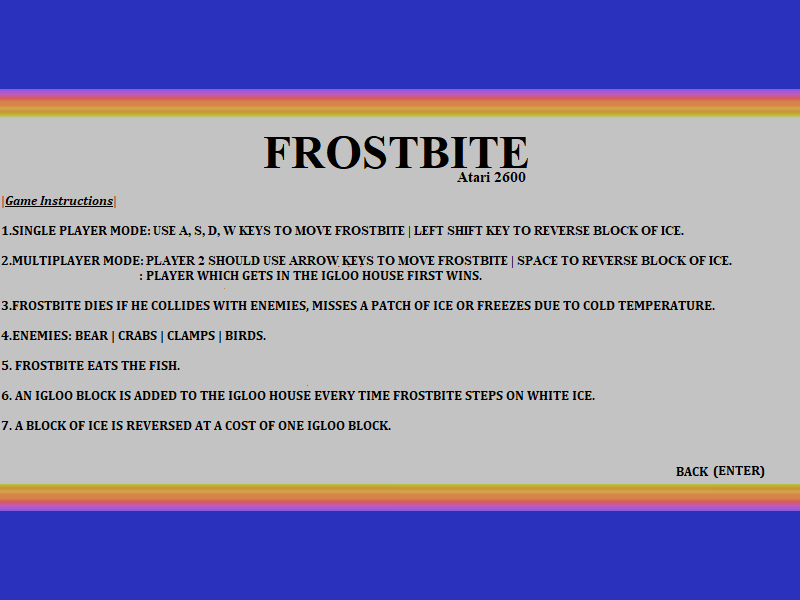 FROSTBITE
Atari 2600
|Game Instructions|
1.SINGLE PLAYER MODE: USE A, S, D, W KEYS TO MOVE FROSTBITE | LEFT SHIFT KEY TO REVERSE BLOCK OF ICE.
2.MULTIPLAYER MODE: PLAYER 2 SHOULD USE ARROW KEYS TO MOVE FROSTBITE | SPACE TO REVERSE BLOCK OF ICE.
: PLAYER WHICH GETS IN THE IGLOO HOUSE FIRST WINS.
3.FROSTBITE DIES IF HE COLLIDES WITH ENEMIES, MISSES A PATCH OF ICE OR FREEZES DUE TO COLD TEMPERATURE.
4.ENEMIES: BEAR | CRABS | CLAMPS | BIRDS.
5. FROSTBITE EATS THE FISH.
6. AN IGLOO BLOCK IS ADDED TO THE IGLOO HOUSE EVERY TIME FROSTBITE STEPS ON WHITE ICE.
7. A BLOCK OF ICE IS REVERSED AT A COST OF ONE IGLOO BLOCK.
BACK (ENTER)